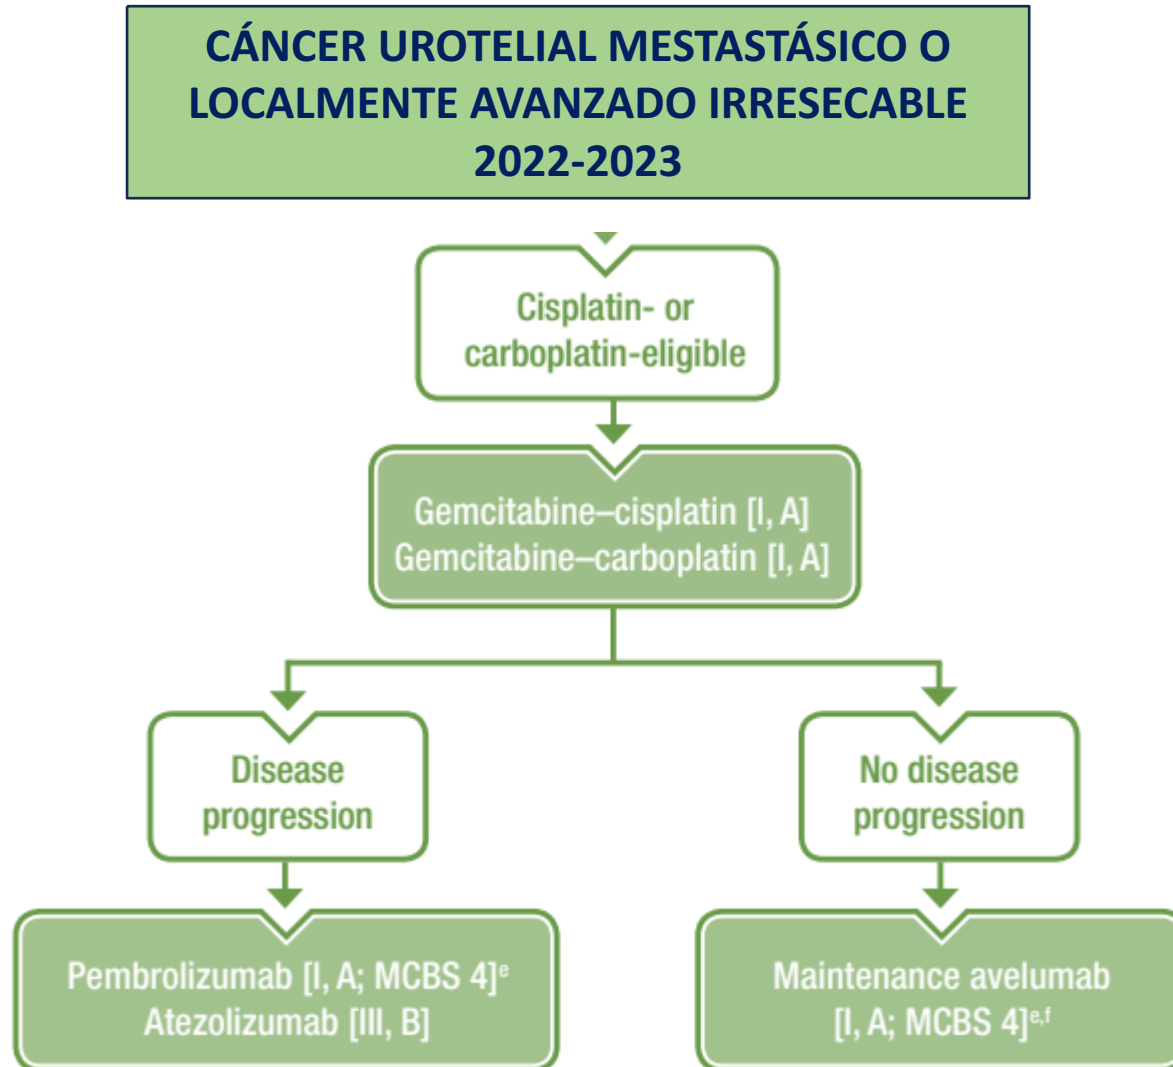 CÁNCER UROTELIAL MESTASTÁSICO O
LOCALMENTE AVANZADO IRRESECABLE
2022-2023
Cisplatin- or
carboplatin-eligible
Gemcitabine–cisplatin [I, A]
Gemcitabine–carboplatin [I, A]
Disease
progression
No disease
progression
Pembrolizumab [I, A; MCBS 4]ᵉ
Atezolizumab [III, B]
Maintenance avelumab
[I, A; MCBS 4]ᵉ,ᶠ